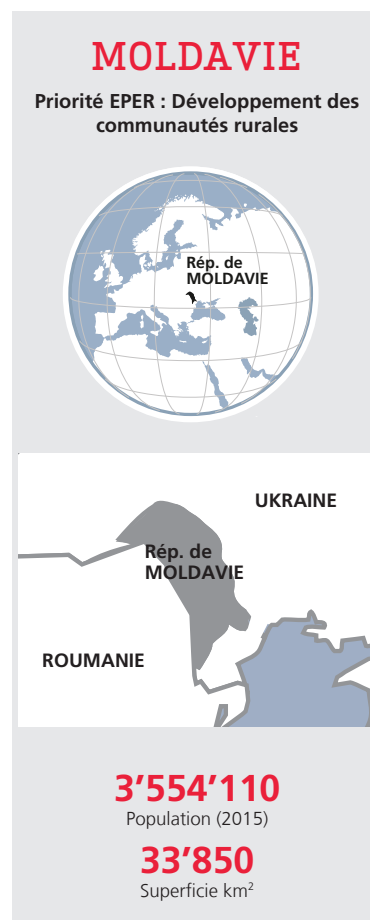 MOLDAVIE
Priorité EPER : Développement des
communautés rurales
Rép. de
MOLDAVIE
UKRAINE
Rép. de
MOLDAVIE
ROUMANIE
3’554’110
Population (2015)
33’850
Superficie km²